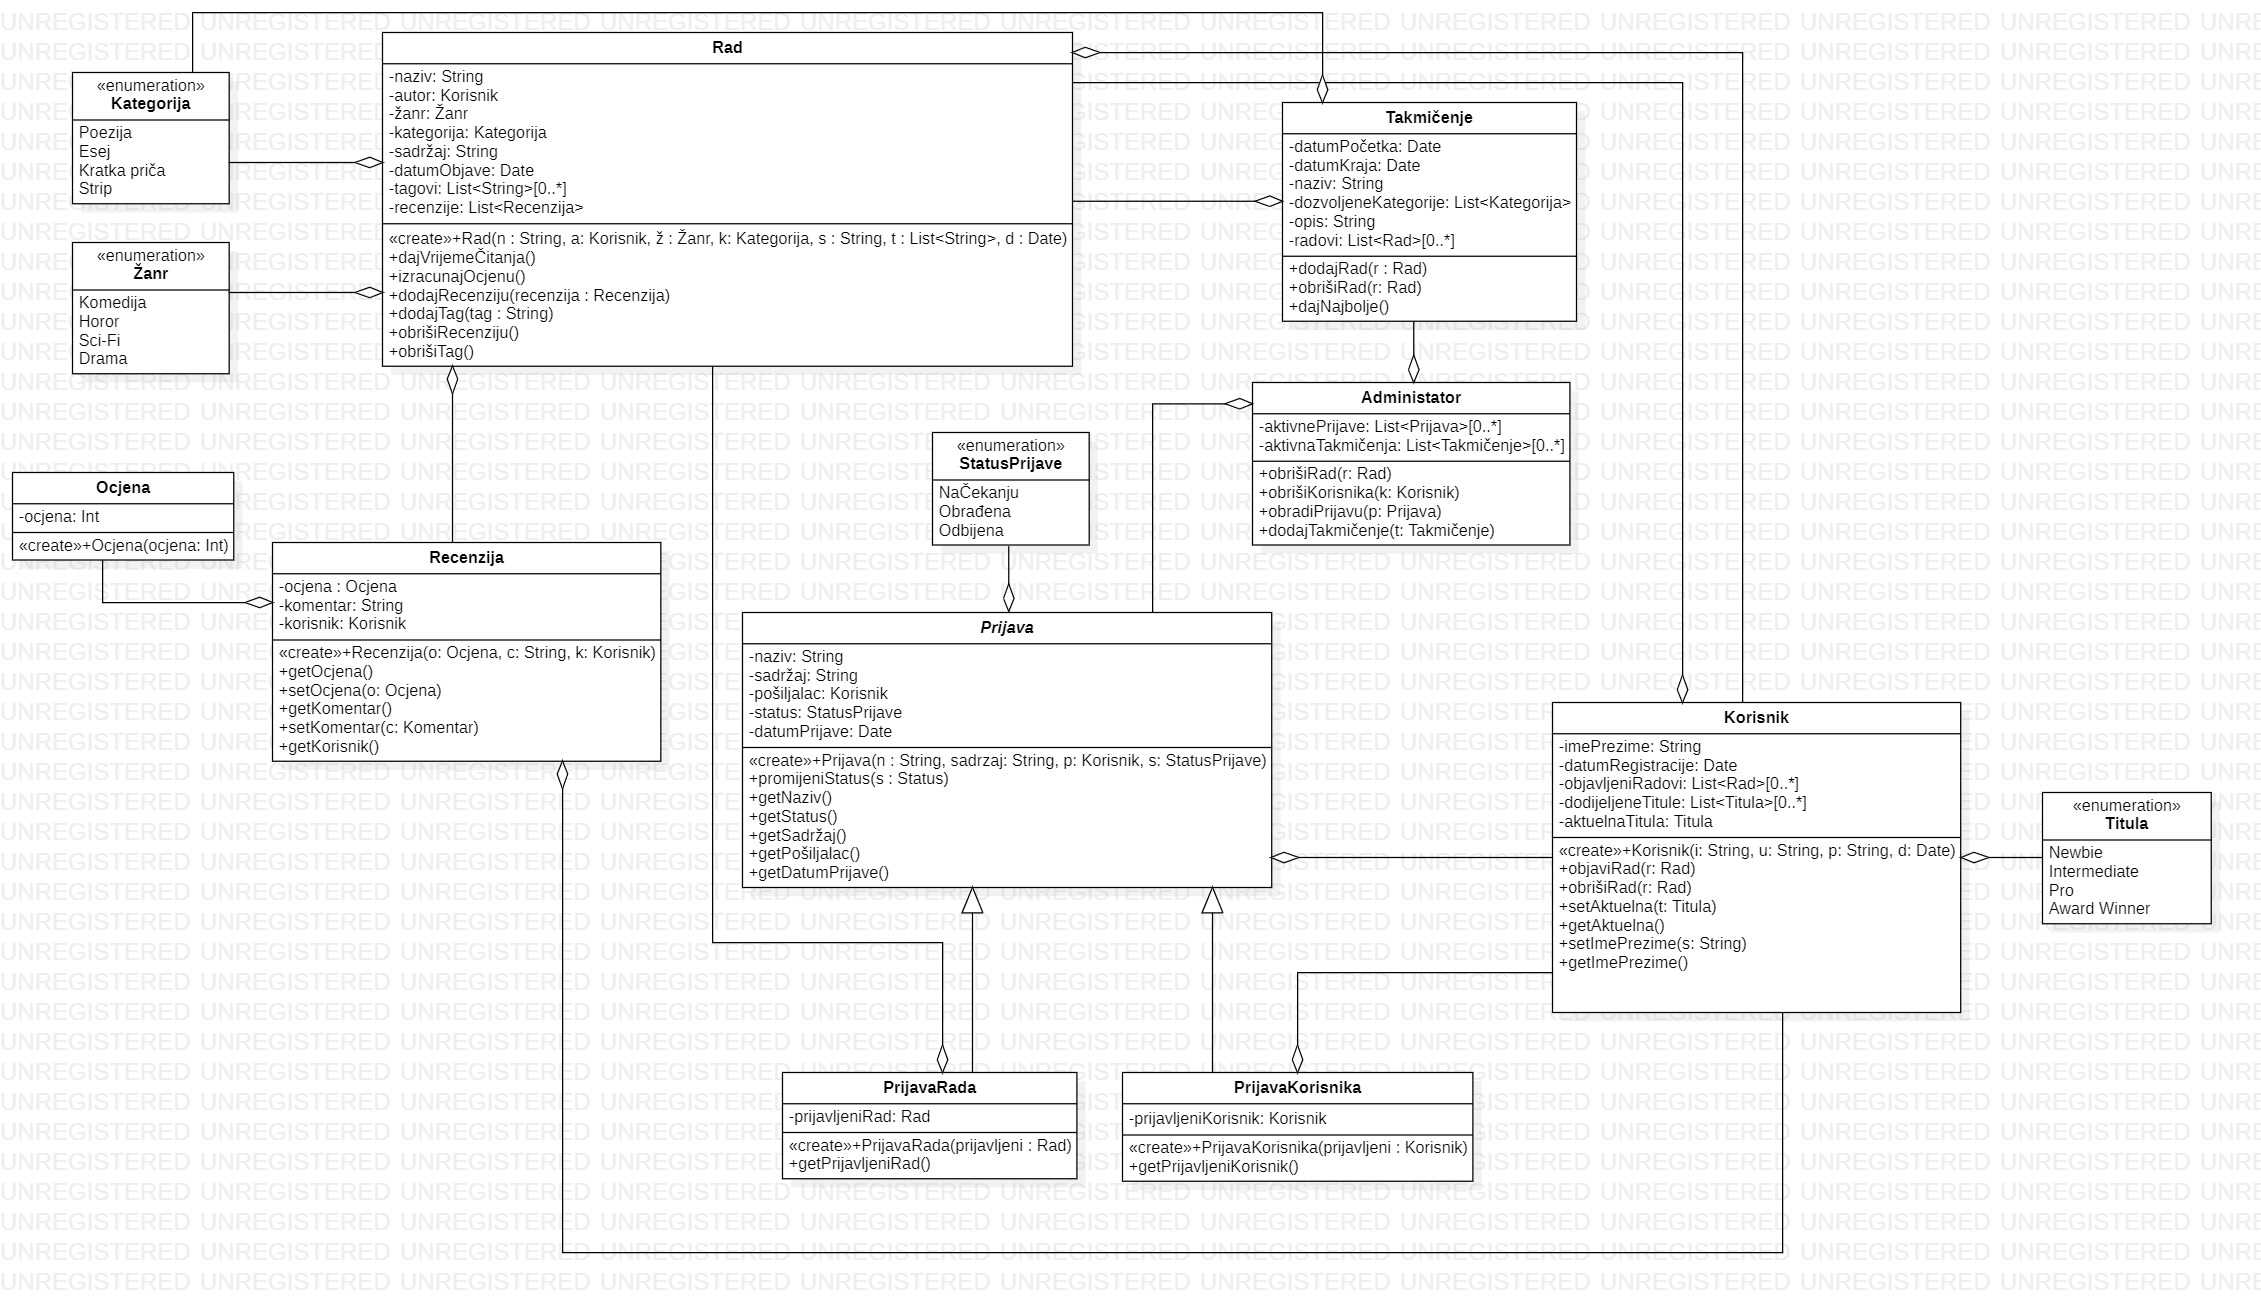 Rad
-naziv: String
-autor: Korisnik
-žanr: Žanr
-kategorija: Kategorija
-sadržaj: String
-datumObjave: Date
-tagovi: List<String>[0..*]
-recenzije: List<Recenzija>
«create»+Rad(n : String, a: Korisnik, ž : Žanr, k: Kategorija, s : String, t : List<String>, d : Date)
+dajVrijemeČitanja()
+izracunajOcjenu()
+dodajRecenziju(recenzija : Recenzija)
+dodajTag(tag : String)
+obrišiRecenziju()
+obrišiTag()
«enumeration»
Kategorija
Poezija
Esej
Kratka priča
Strip
«enumeration»
Žanr
Komedija
Horor
Sci-Fi
Drama
Takmičenje
-datumPočetka: Date
-datumKraja: Date
-naziv: String
-dozvoljeneKategorije: List<Kategorija>
-opis: String
-radovi: List<Rad>[0..*]
+dodajRad(r : Rad)
+obrišiRad(r: Rad)
+dajNajbolje()
Administator
-aktivnePrijave: List<Prijava>[0..*]
-aktivnaTakmičenja: List<Takmičenje>[0..*]
+obrišiRad(r: Rad)
+obrišiKorisnika(k: Korisnik)
+obradiPrijavu(p: Prijava)
+dodajTakmičenje(t: Takmičenje)
«enumeration»
StatusPrijave
NaČekanju
Obrađena
Odbijena
Ocjena
-ocjena: Int
«create»+Ocjena(ocjena: Int)
Recenzija
-ocjena : Ocjena
-komentar: String
-korisnik: Korisnik
«create»+Recenzija(o: Ocjena, c: String, k: Korisnik)
+getOcjena()
+setOcjena(o: Ocjena)
+getKomentar()
+setKomentar(c: Komentar)
+getKorisnik()
Prijava
-naziv: String
-sadržaj: String
-pošiljalac: Korisnik
-status: StatusPrijave
-datumPrijave: Date
«create»+Prijava(n : String, sadrzaj: String, p: Korisnik, s: StatusPrijave)
+promijeniStatus(s : Status)
+getNaziv()
+getStatus()
+getSadržaj()
+getPošiljalac()
+getDatumPrijave()
Korisnik
-imePrezime: String
-datumRegistracije: Date
-objavljeniRadovi: List<Rad>[0..*]
-dodijeljeneTitule: List<Titula>[0..*]
-aktuelnaTitula: Titula
«create»+Korisnik(i: String, u: String, p: String, d: Date)
+objaviRad(r: Rad)
+obrišiRad(r: Rad)
+setAktuelna(t: Titula)
+getAktuelna()
+setImePrezime(s: String)
+getImePrezime()
«enumeration»
Titula
Newbie
Intermediate
Pro
Award Winner
PrijavaRada
-prijavljeniRad: Rad
«create»+PrijavaRada(prijavljeni : Rad)
+getPrijavljeniRad()
PrijavaKorisnika
-prijavljeniKorisnik: Korisnik
«create»+PrijavaKorisnika(prijavljeni : Korisnik)
+getPrijavljeniKorisnik()
UNREGISTERED